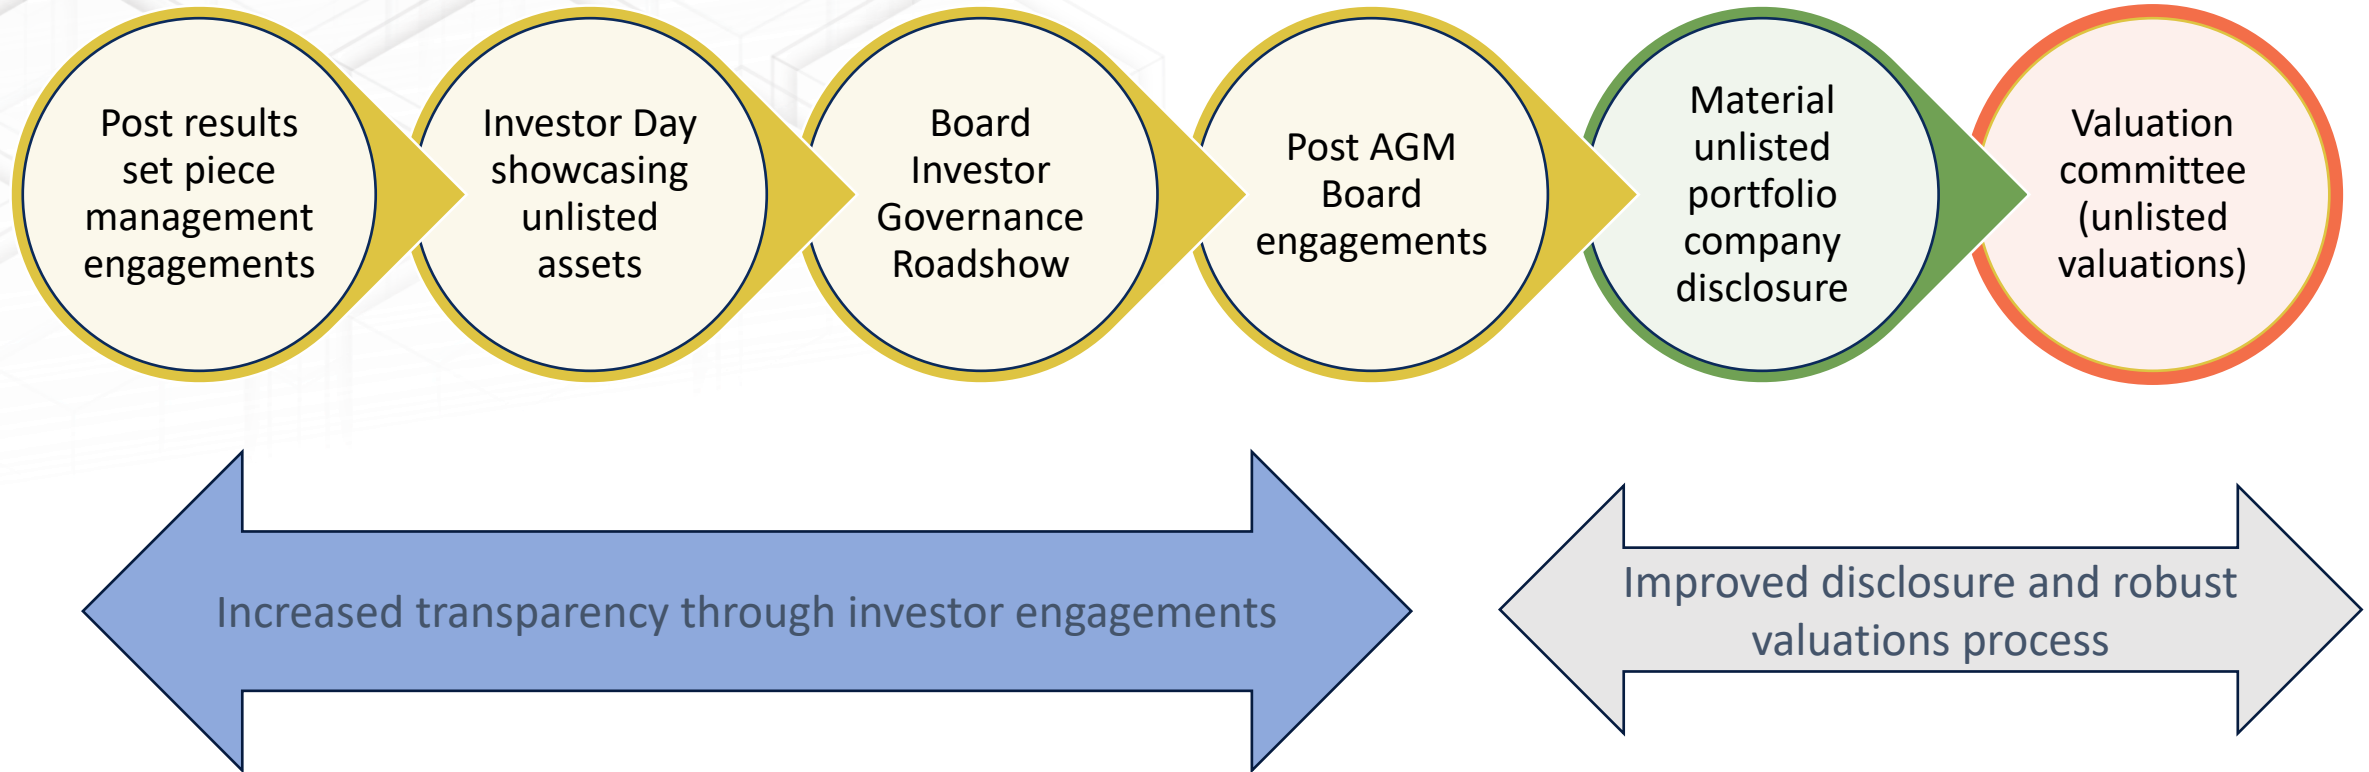 Post results
set piece
management
engagements
Investor Day
showcasing
unlisted
assets
Board
Investor
Governance
Roadshow
Post AGM
Board
engagements
Material
unlisted
portfolio
company
disclosure
Valuation
committee
(unlisted
valuations)
Increased transparency through investor engagements
Improved disclosure and robust
valuations process